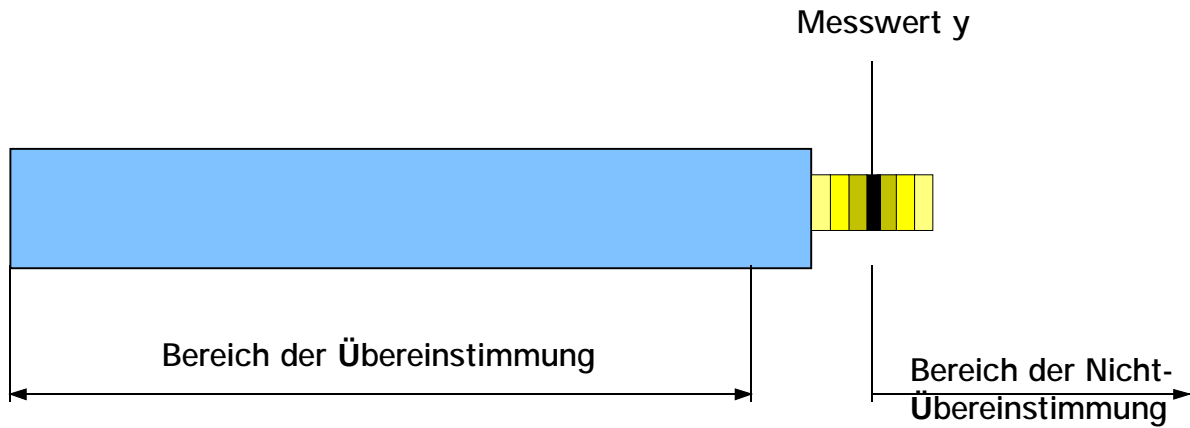 Messwert y
Bereich der Übereinstimmung
Bereich der Nicht-
Übereinstimmung